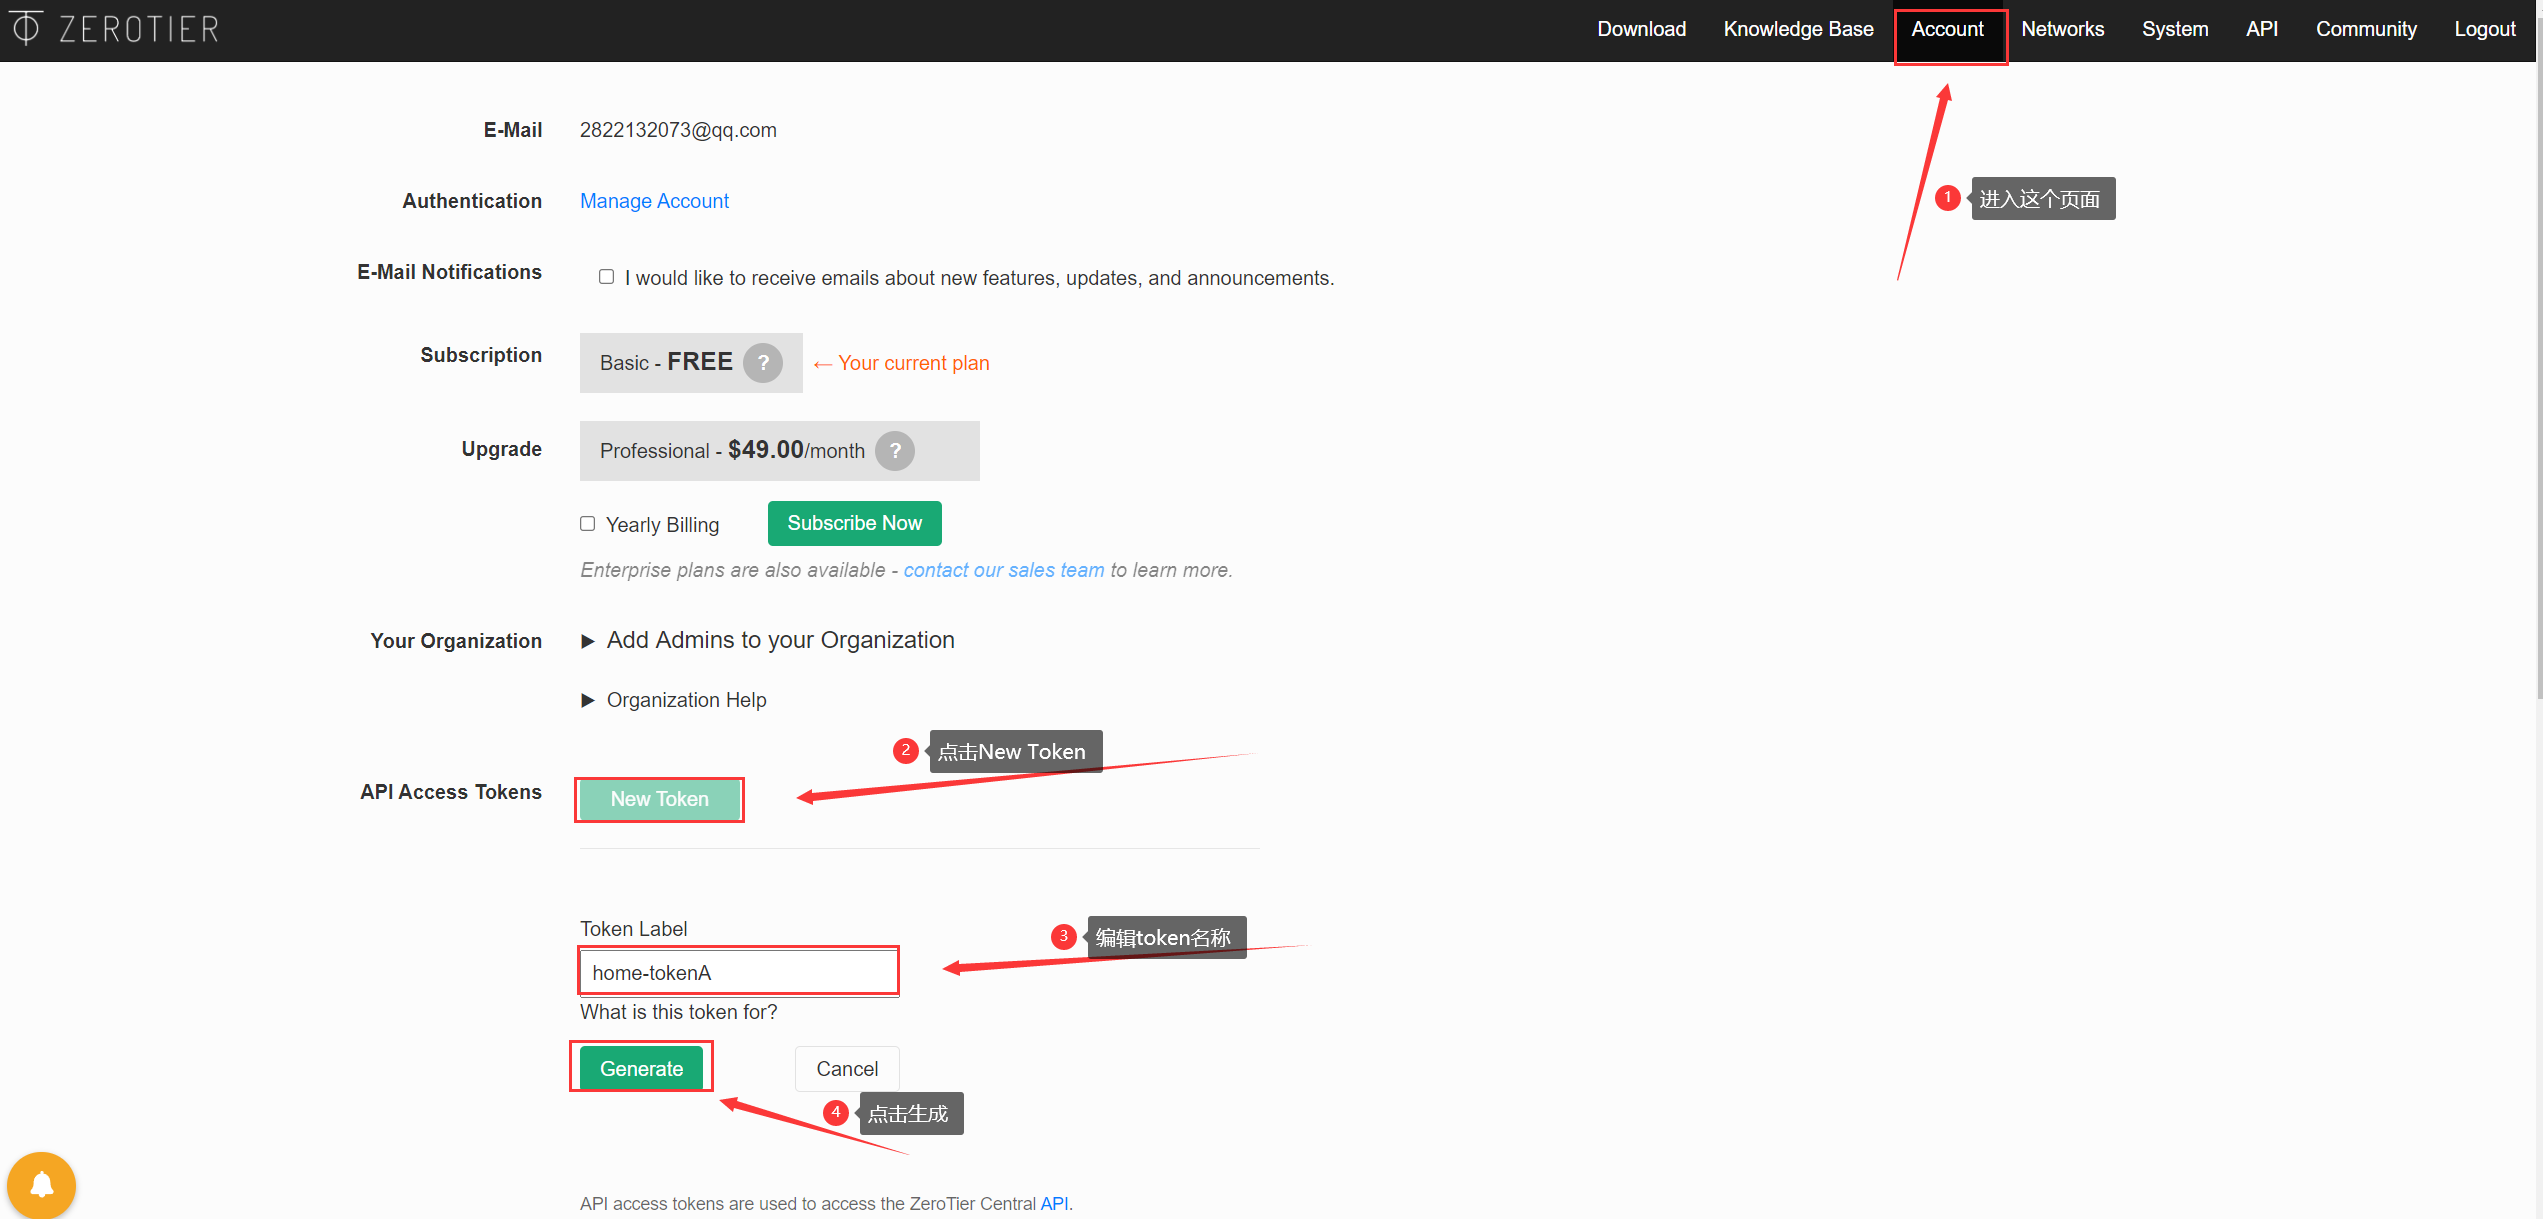 ZEROTIER
Download Knowledge Base Account Networks System API Community Logout
E-Mail 2822132073@qq.com
1 进入这个页面
Authentication Manage Account
E-Mail Notifications I would like to receive emails about new features, updates, and announcements.
Subscription Basic - FREE ? ← Your current plan
Upgrade Professional - $49.00/month ?
Yearly Billing Subscribe Now
Enterprise plans are also available - contact our sales team to learn more.
Your Organization ▶ Add Admins to your Organization
▶ Organization Help
2 点击New Token
API Access Tokens New Token
Token Label
3 编辑token名称
home-tokenA
What is this token for?
Generate Cancel
4 点击生成
API access tokens are used to access the ZeroTier Central API.